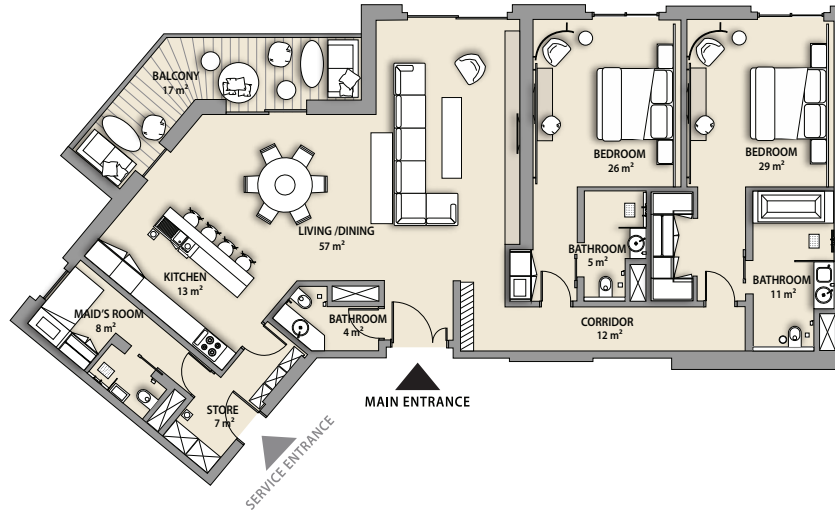 BALCONY
17 m²
BEDROOM
26 m²
BEDROOM
29 m²
LIVING /DINING
57 m²
BATHROOM
5 m²
KITCHEN
13 m²
BATHROOM
11 m²
MAID'S ROOM
8 m²
BATHROOM
4 m²
CORRIDOR
12 m²
STORE
7 m²
MAIN ENTRANCE
SERVICE ENTRANCE